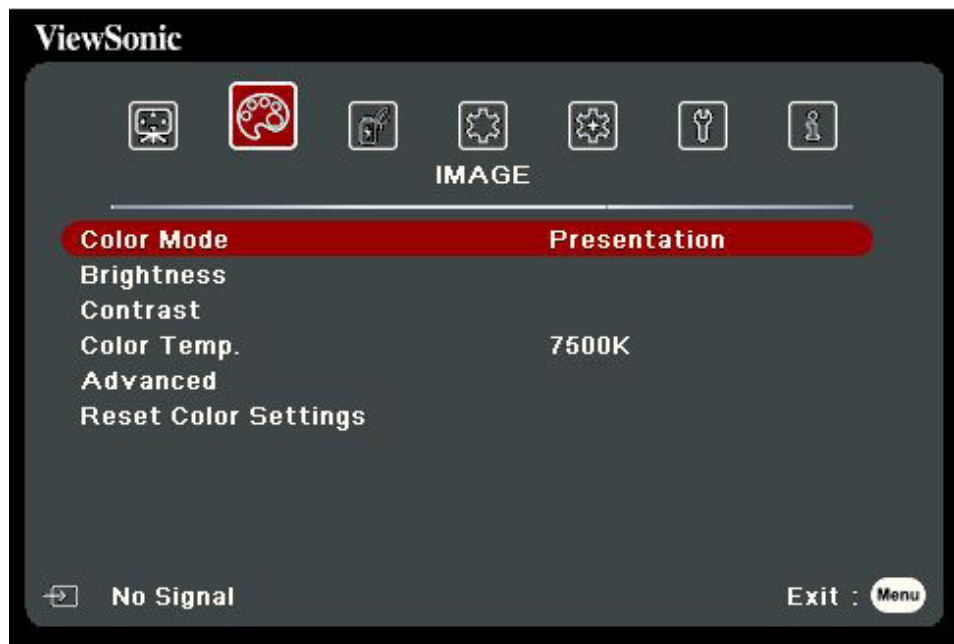 ViewSonic
IMAGE
Color Mode Presentation
Brightness
Contrast
Color Temp. 7500K
Advanced
Reset Color Settings
No Signal Exit : Menu